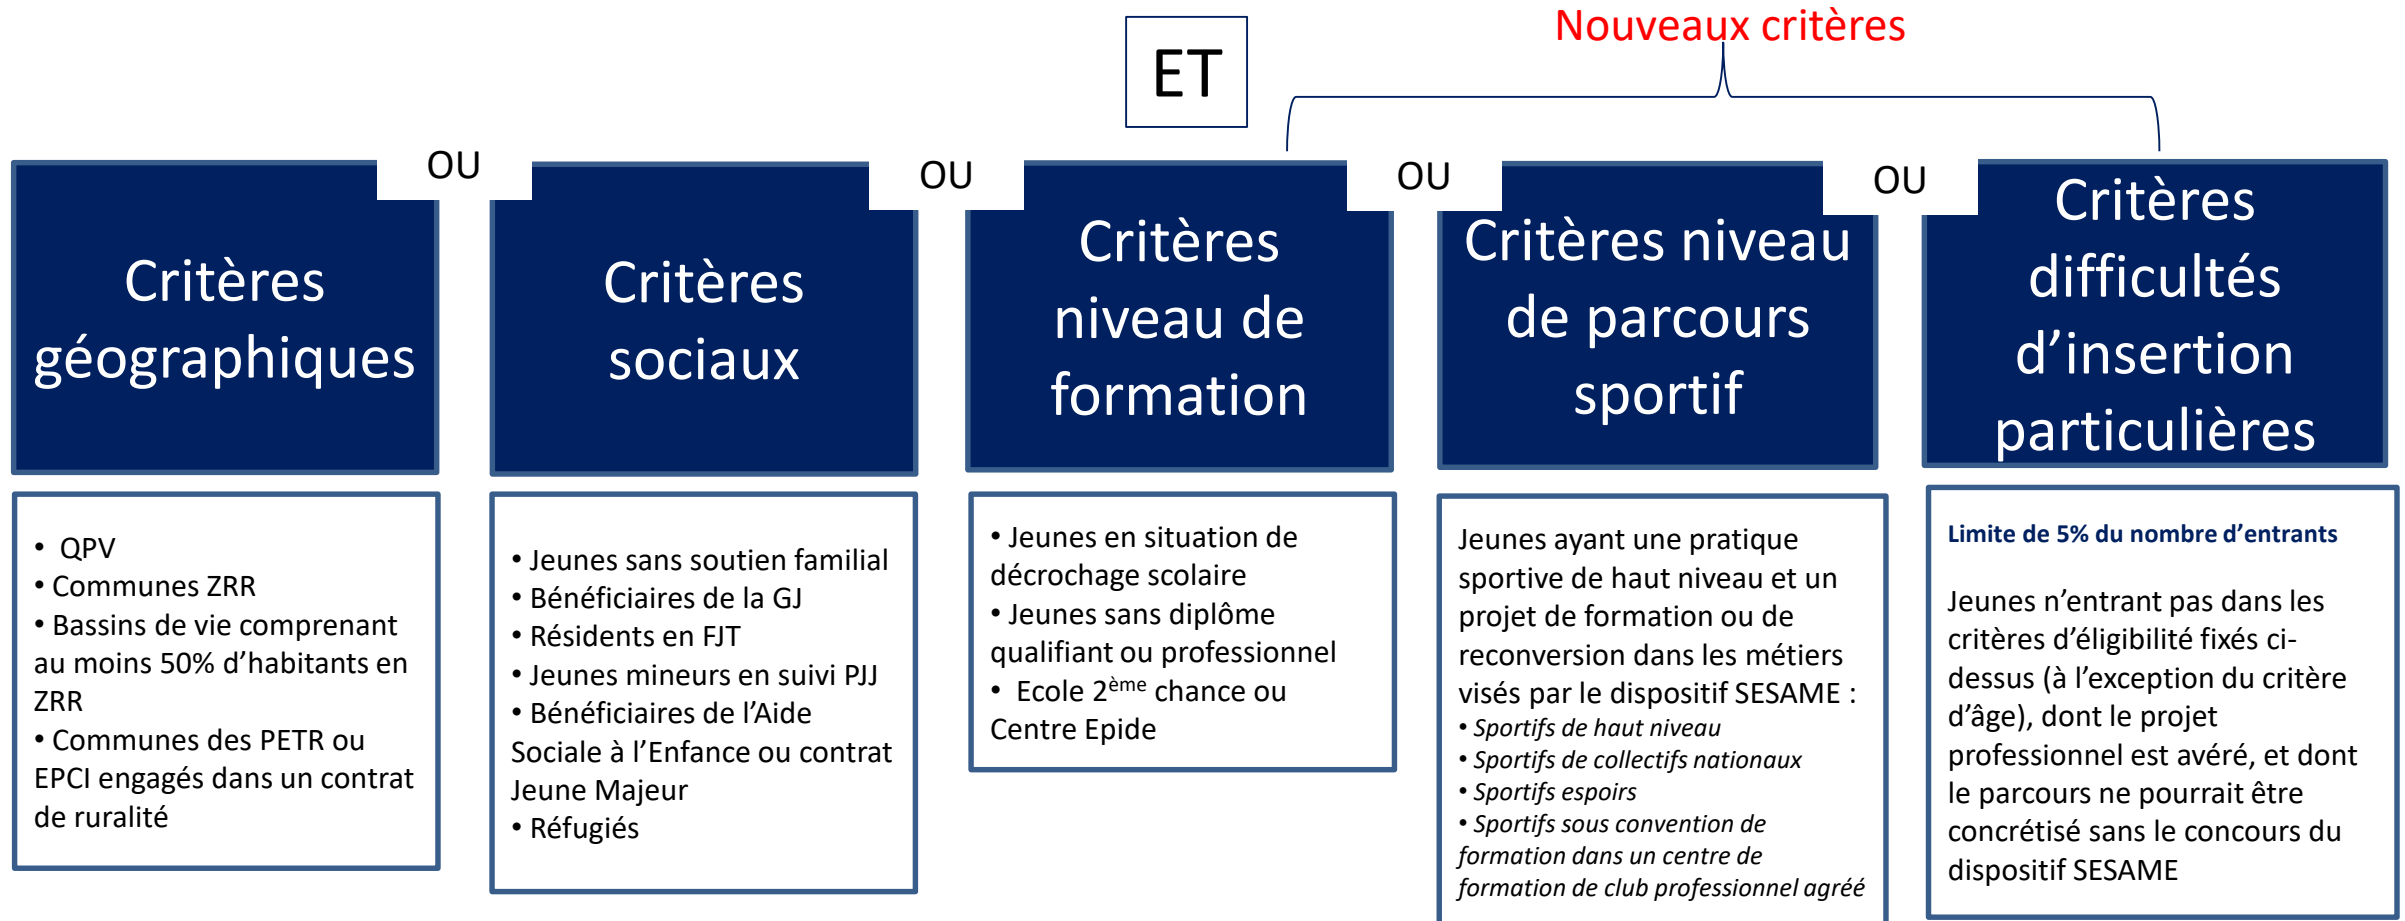 Nouveaux critères
ET
OU
OU
OU
OU
Critères
géographiques
Critères
sociaux
Critères
niveau de
formation
Critères niveau
de parcours
sportif
Critères
difficultés
d’insertion
particulières
• QPV
• Communes ZRR
• Bassins de vie comprenant
au moins 50% d’habitants en
ZRR
• Communes des PETR ou
EPCI engagés dans un contrat
de ruralité
• Jeunes sans soutien familial
• Bénéficiaires de la GJ
• Résidents en FJT
• Jeunes mineurs en suivi PJJ
• Bénéficiaires de l’Aide
Sociale à l’Enfance ou contrat
Jeune Majeur
• Réfugiés
• Jeunes en situation de
décrochage scolaire
• Jeunes sans diplôme
qualifiant ou professionnel
• Ecole 2ème chance ou
Centre Epide
Jeunes ayant une pratique
sportive de haut niveau et un
projet de formation ou de
reconversion dans les métiers
visés par le dispositif SESAME :
• Sportifs de haut niveau
• Sportifs de collectifs nationaux
• Sportifs espoirs
• Sportifs sous convention de
formation dans un centre de
formation de club professionnel agréé
Limite de 5% du nombre d’entrants
Jeunes n’entrant pas dans les
critères d’éligibilité fixés ci-
dessus (à l’exception du critère
d’âge), dont le projet
professionnel est avéré, et dont
le parcours ne pourrait être
concrétisé sans le concours du
dispositif SESAME